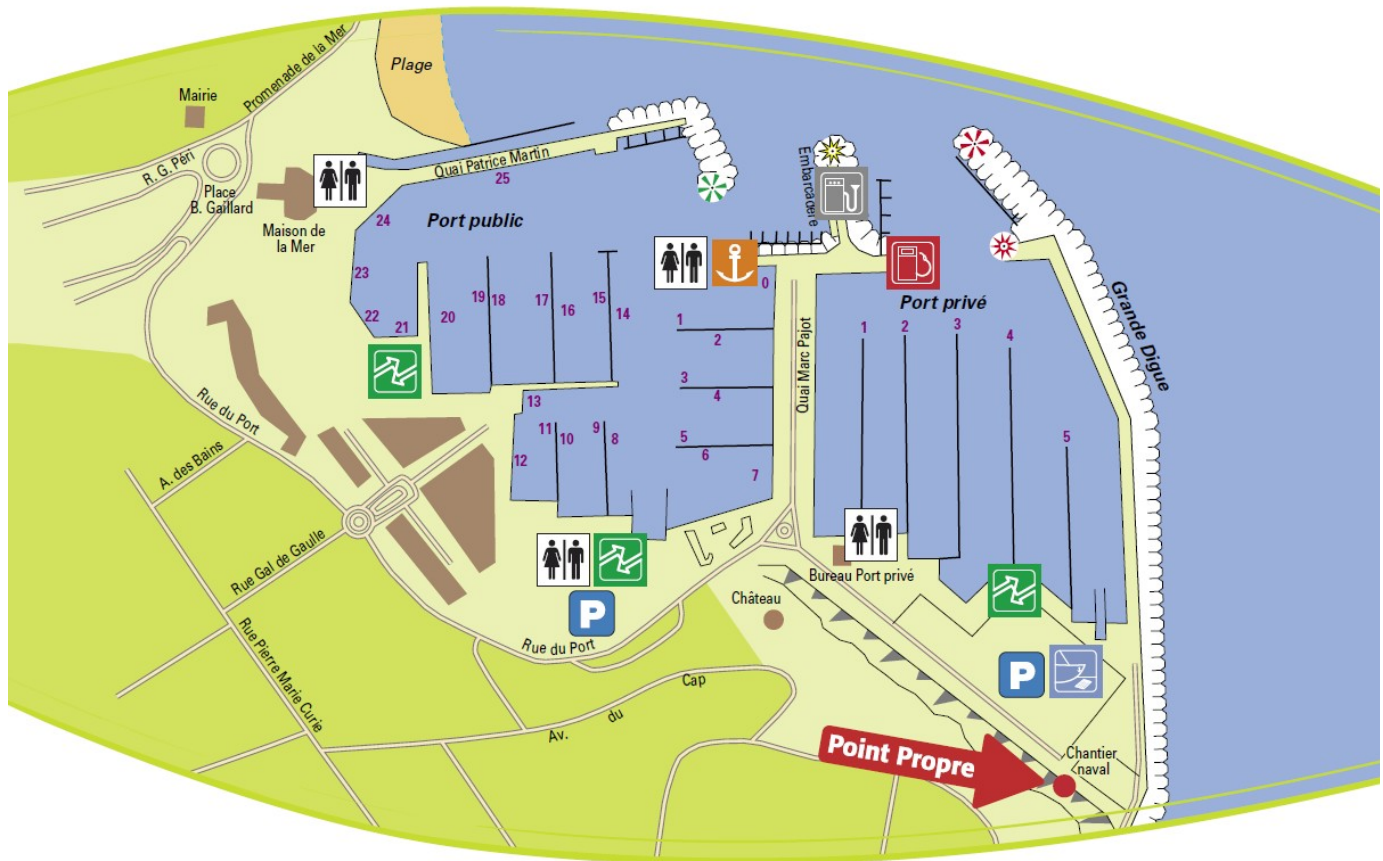 Plage
Promenade de la Mer
Mairie
R. G. Péri
Place
B. Gaillard
Maison de
la Mer
Quai Patrice Martin
25
24
Port public
23
22
21
20
19
18
17
16
15
14
Embarcadère
0
1
2
3
4
5
6
7
13
12
11
10
9
8
Quai Marc Pajot
Port privé
1
2
3
4
5
Grande Digue
Rue du Port
A. des Bains
Rue Gal de Gaulle
Rue Pierre Marie Curie
P
Rue du Port
Château
Bureau Port privé
Av. du Cap
P
Point Propre
Chantier
naval